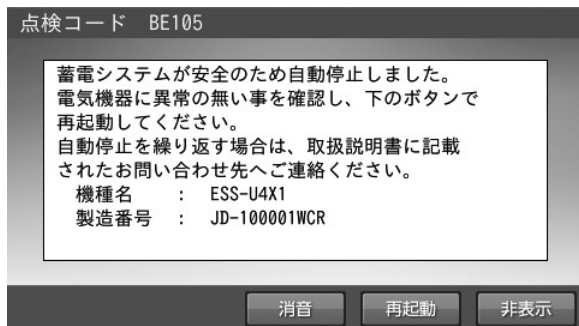 点検コード BE105
蓄電システムが安全のため自動停止しました。
電気機器に異常の無い事を確認し、下のボタンで
再起動してください。
自動停止を繰り返す場合は、取扱説明書に記載
されたお問い合わせ先へご連絡ください。
機種名 : ESS-U4X1
製造番号 : JD-100001WCR
消音 再起動 非表示